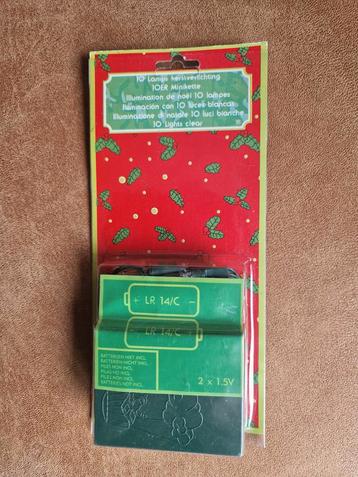 10 Lamps kerstverlichting
10ER Minikette
Illumination de noël 10 lampes
Iluminación con 10 luces blancas
Illuminazione di natale 10 luci bianche
10 Lights clear
+ LR 14/C −
− LR 14/C +
BATTERIJEN NIET INCL.
BATTERIEN NICHT INCL.
PILES NON INCL.
PILAS NO INCL.
PILAS NON INCL.
BATTERIES NOT INCL.
2 x 1.5V